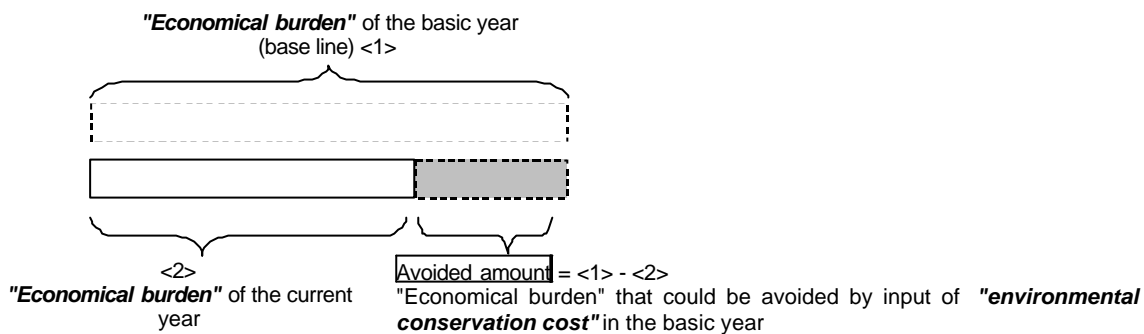 "Economical burden" of the basic year
(base line) <1>
<2>
"Economical burden" of the current
year
Avoided amount = <1> - <2>
"Economical burden" that could be avoided by input of "environmental
conservation cost" in the basic year